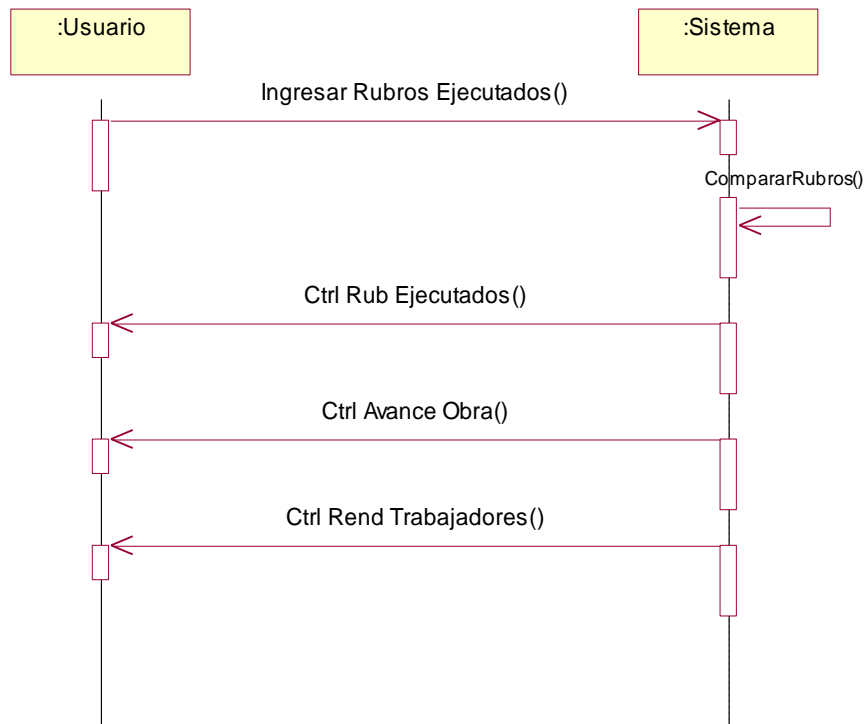 :Usuario
:Sistema
Ingresar Rubros Ejecutados()
CompararRubros()
Ctrl Rub Ejecutados()
Ctrl Avance Obra()
Ctrl Rend Trabajadores()